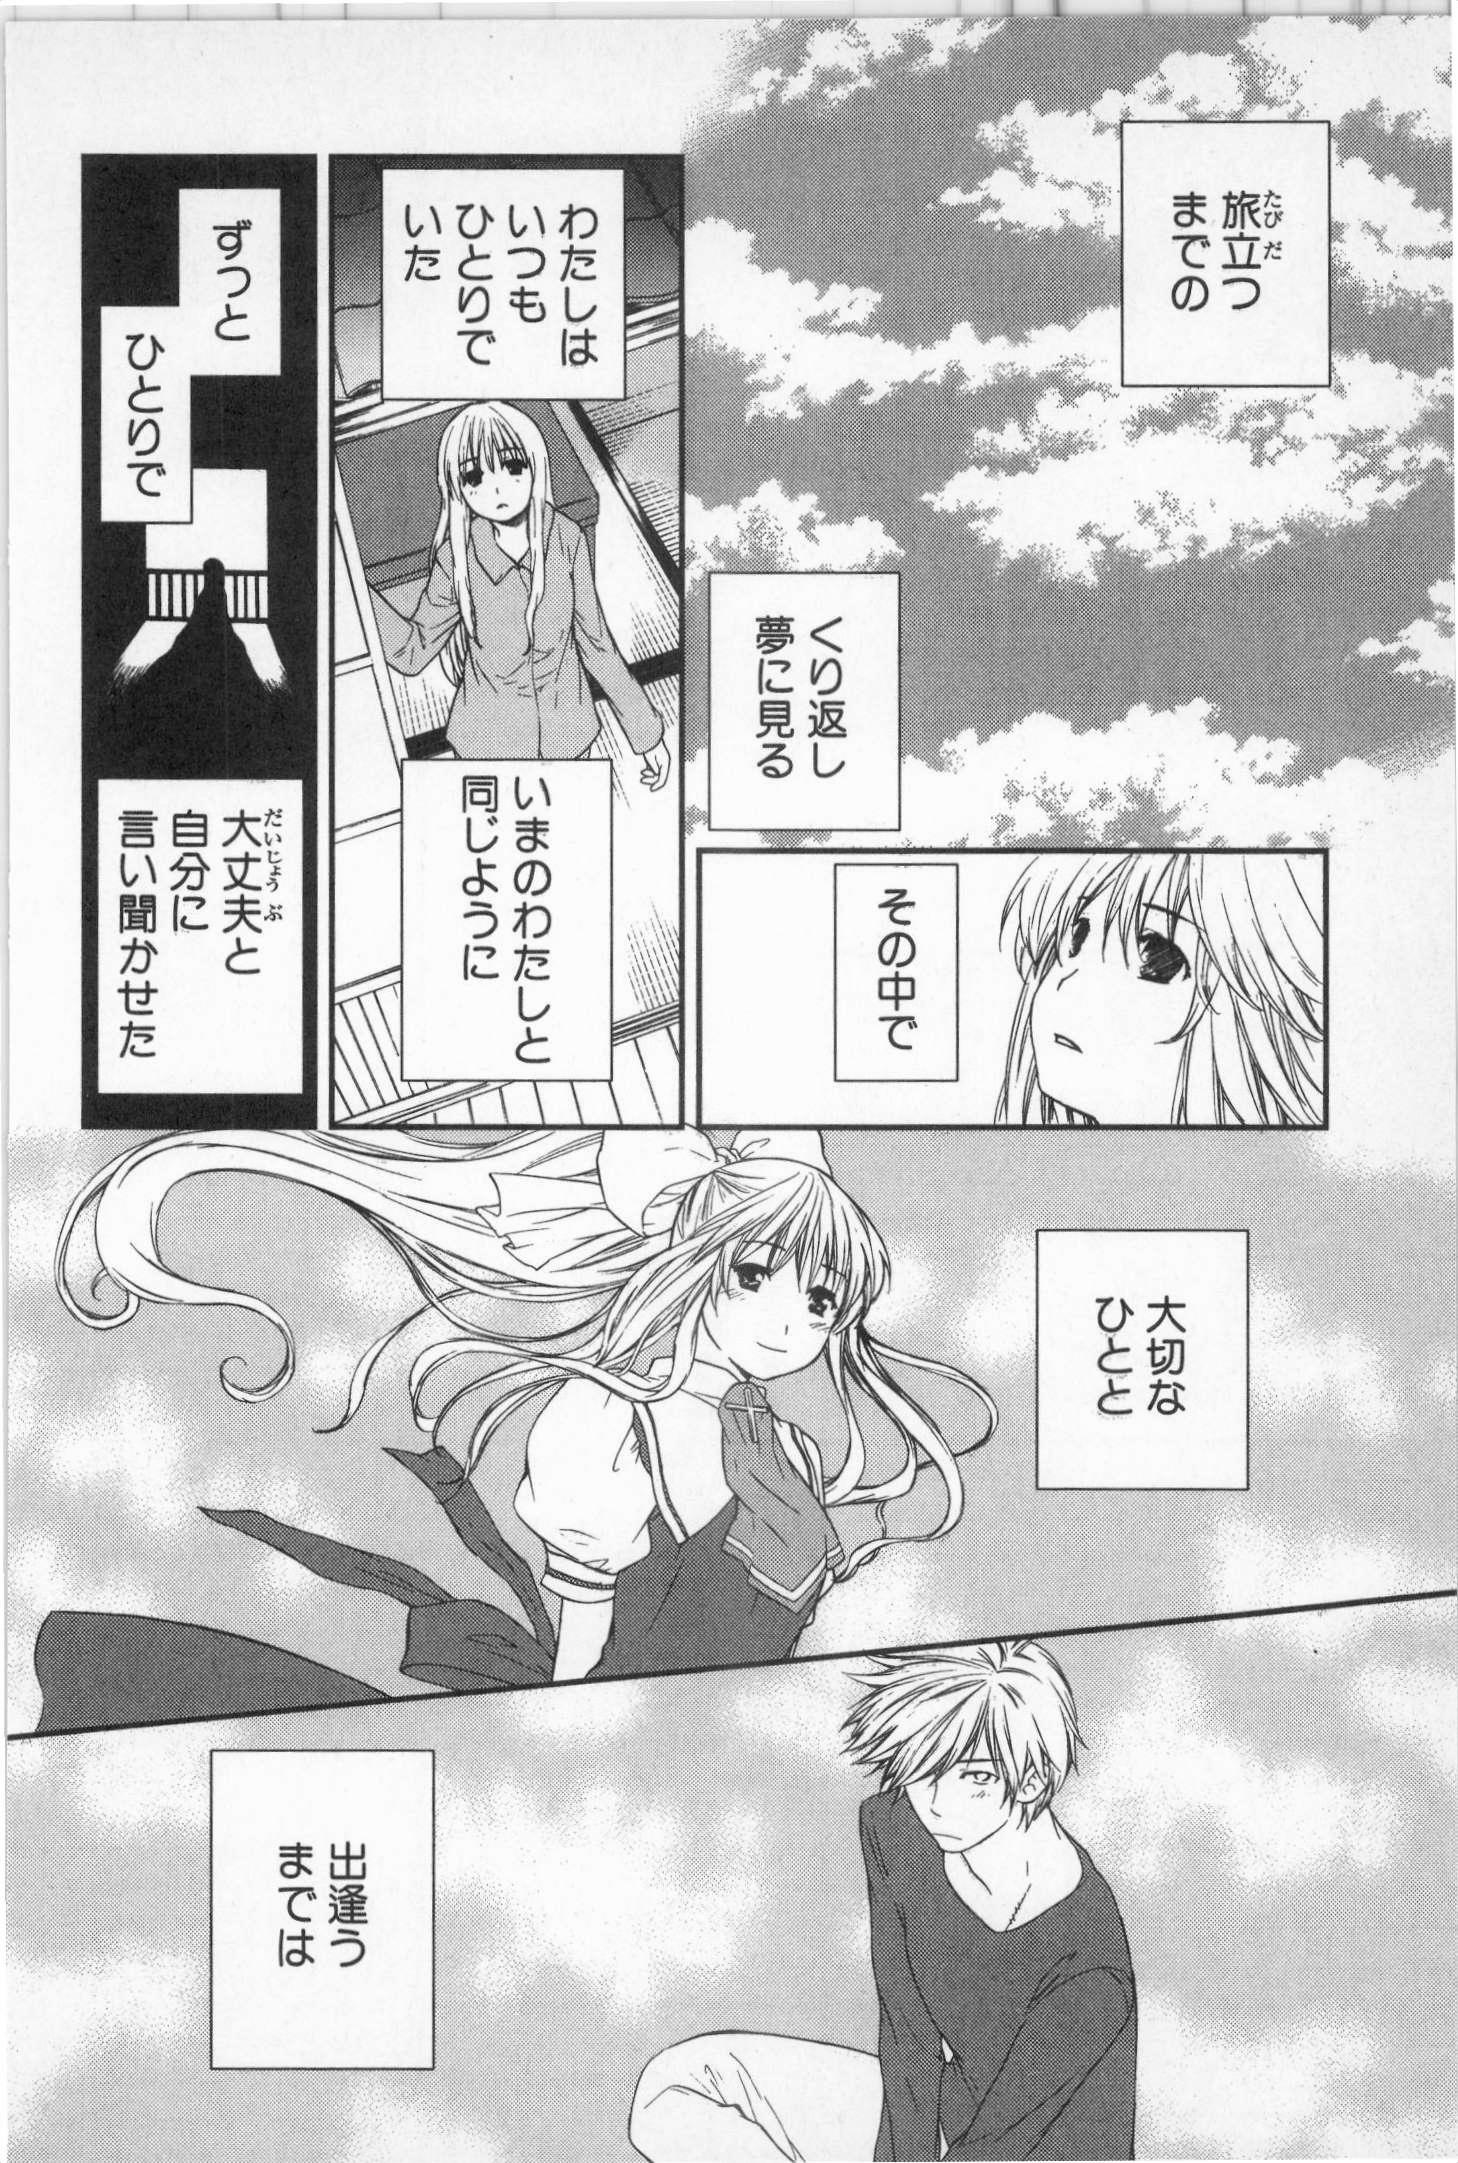 旅立つ
までの
くり返し
夢に見る
その中で
わたしは
いつも
ひとりで
いた
いまのわたしと
同じように
ずっと
ひとりで
大丈夫と
自分に
言い聞かせた
大切な
ひとと
出逢う
までは